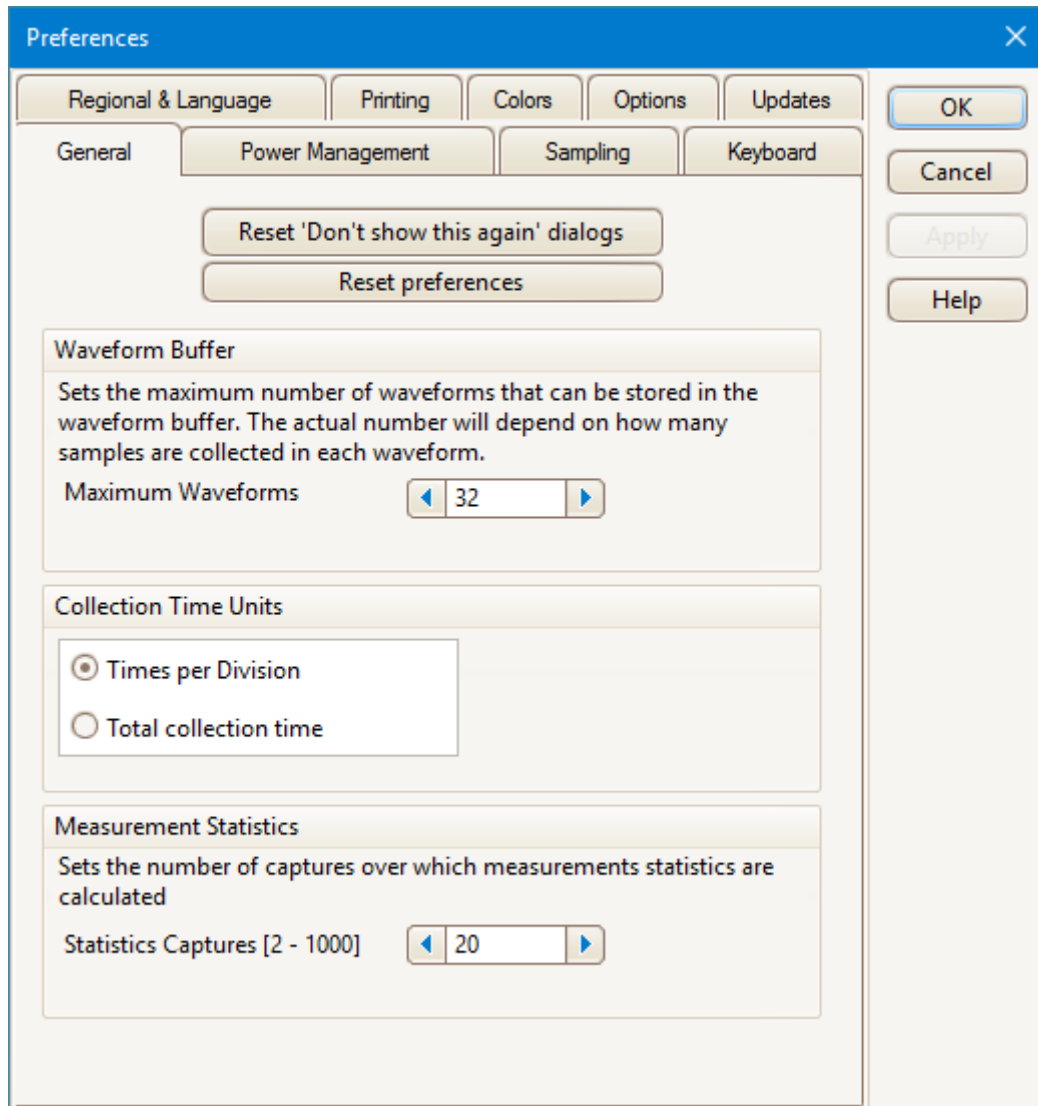 Preferences
Regional & Language
Printing
Colors
Options
Updates
General
Power Management
Sampling
Keyboard
OK
Cancel
Apply
Help
Reset 'Don't show this again' dialogs
Reset preferences
Waveform Buffer
Sets the maximum number of waveforms that can be stored in the
waveform buffer. The actual number will depend on how many
samples are collected in each waveform.
Maximum Waveforms 32
Collection Time Units
Times per Division
Total collection time
Measurement Statistics
Sets the number of captures over which measurements statistics are
calculated
Statistics Captures [2 - 1000] 20